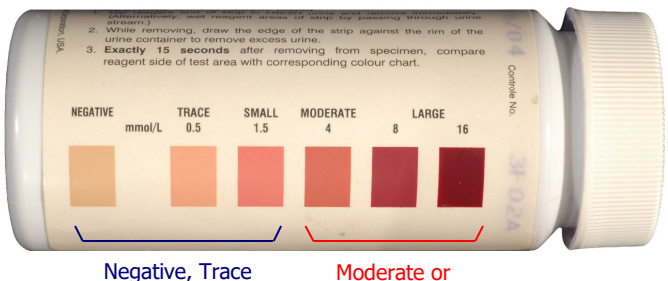 (Alternatively, wet reagent areas of strip by passing through urine
stream.)
2. While removing, draw the edge of the strip against the rim of the
urine container to remove excess urine.
3. Exactly 15 seconds after removing from specimen, compare
reagent side of test area with corresponding colour chart.
NEGATIVE TRACE SMALL MODERATE LARGE
mmol/L 0.5 1.5 4 8 16
USA
Controle No.
3F02A
Negative, Trace
Moderate or